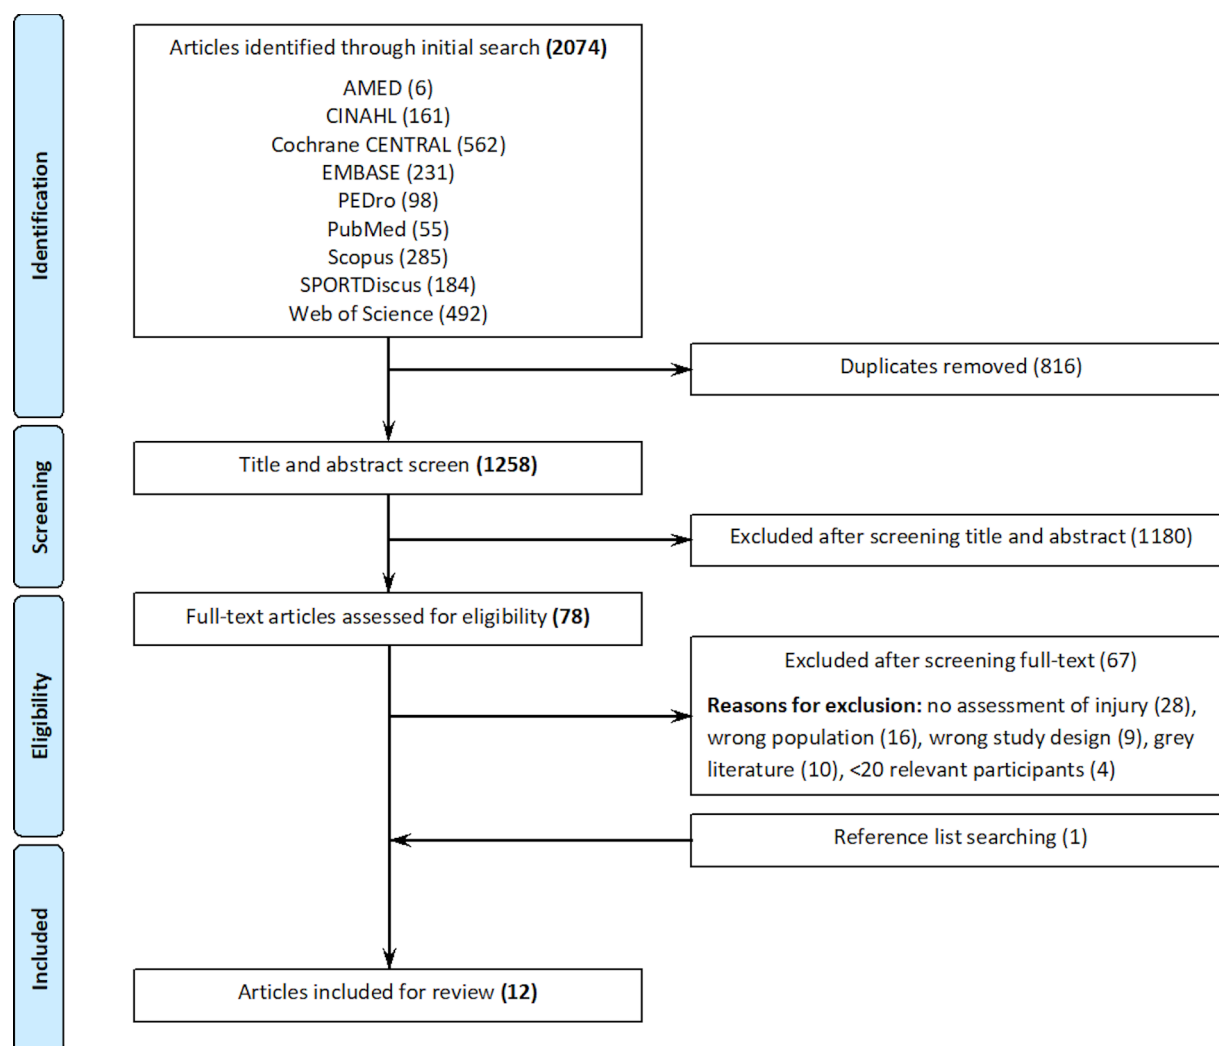 Identification
Articles identified through initial search (2074)
AMED (6)
CINAHL (161)
Cochrane CENTRAL (562)
EMBASE (231)
PEDro (98)
PubMed (55)
Scopus (285)
SPORTDiscus (184)
Web of Science (492)
Duplicates removed (816)
Screening
Title and abstract screen (1258)
Excluded after screening title and abstract (1180)
Eligibility
Full-text articles assessed for eligibility (78)
Excluded after screening full-text (67)
Reasons for exclusion: no assessment of injury (28),
wrong population (16), wrong study design (9), grey
literature (10), <20 relevant participants (4)
Reference list searching (1)
Included
Articles included for review (12)